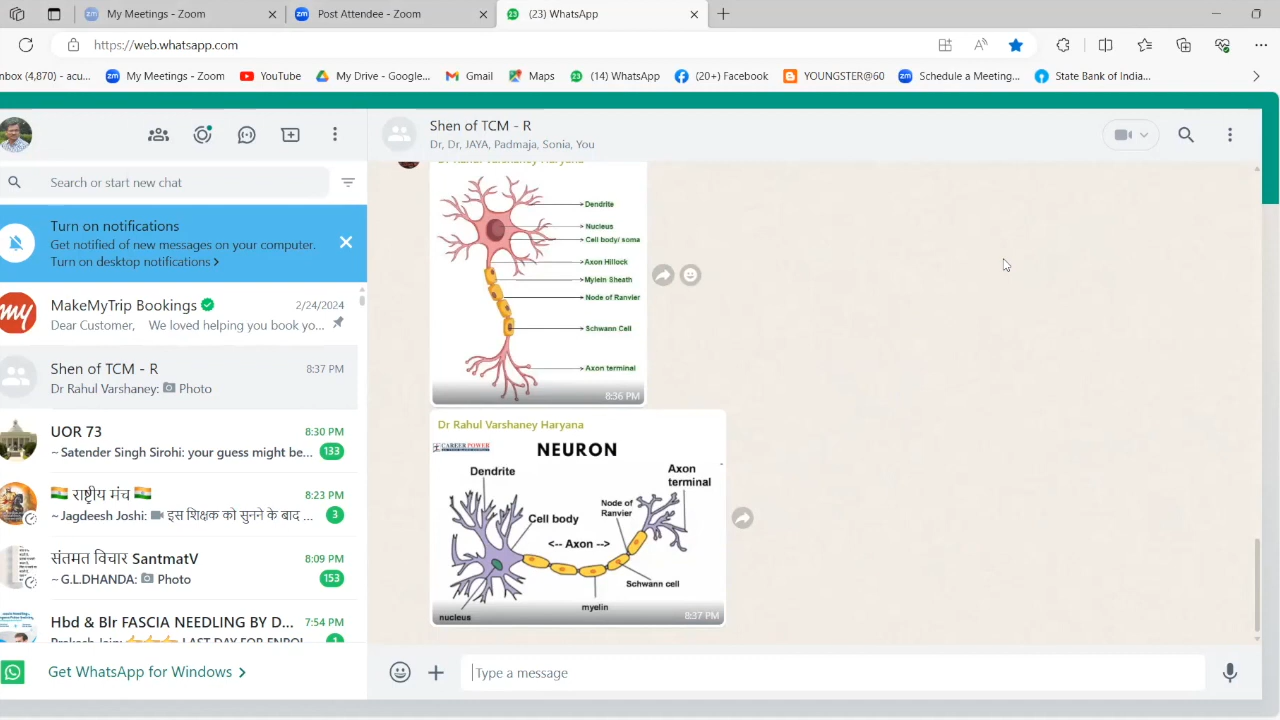 My Meetings - Zoom
Post Attendee - Zoom
(23) WhatsApp
https://web.whatsapp.com
nbox (4,870) - acu...
My Meetings - Zoom
YouTube
My Drive - Google...
Gmail
Maps
(14) WhatsApp
(20+) Facebook
YOUNGSTER@60
Schedule a Meeting...
State Bank of India...
Shen of TCM - R
Dr, Dr, JAYA, Padmaja, Sonia, You
Search or start new chat
Turn on notifications
Get notified of new messages on your computer.
Turn on desktop notifications >
MakeMyTrip Bookings
2/24/2024
Dear Customer, We loved helping you book yo...
Shen of TCM - R
8:37 PM
Dr Rahul Varshaney: Photo
UOR 73
8:30 PM
~ Satender Singh Sirohi: your guess might be...
133
राष्ट्रीय मंच
8:23 PM
~ Jagdeesh Joshi: इस शिक्षक को सुनने के बाद ...
3
संतमत विचार SantmatV
8:09 PM
~ G.L.DHANDA: Photo
153
Hbd & Blr FASCIA NEEDLING BY D...
7:54 PM
Get WhatsApp for Windows >
Dr Rahul Varshaney Haryana
Dendrite
Nucleus
Cell body/ soma
Axon Hillock
Mylein Sheath
Node of Ranvier
Schwann Cell
Axon terminal
8:36 PM
Dr Rahul Varshaney Haryana
CAREER POWER
NEURON
Dendrite
Axon
terminal
Node of
Ranvier
Cell body
<-- Axon -->
Schwann cell
myelin
nucleus
8:37 PM
Type a message